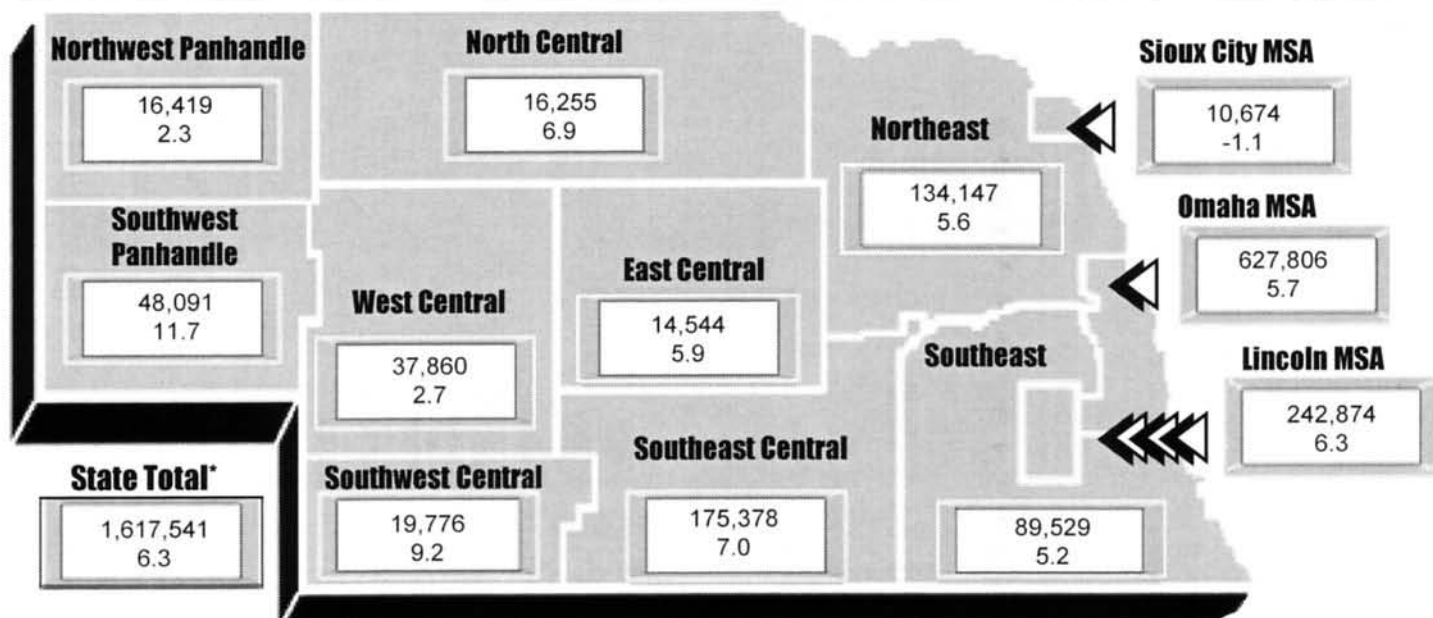 Northwest Panhandle
16,419
2.3
North Central
16,255
6.9
Sioux City MSA
10,674
-1.1
Northeast
134,147
5.6
Southwest
Panhandle
48,091
11.7
Omaha MSA
627,806
5.7
West Central
37,860
2.7
East Central
14,544
5.9
Southeast
89,529
5.2
Lincoln MSA
242,874
6.3
State Total*
1,617,541
6.3
Southwest Central
19,776
9.2
Southeast Central
175,378
7.0